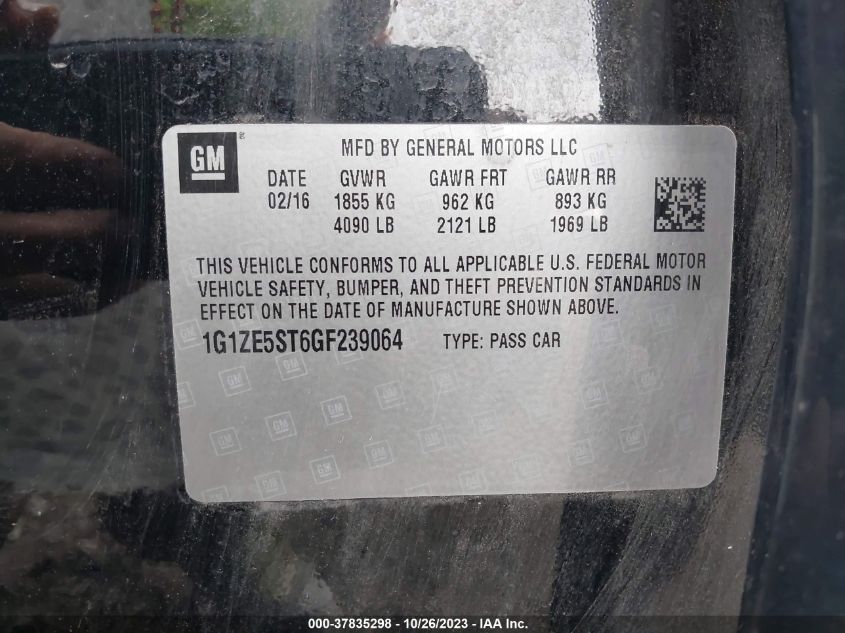 GM
MFD BY GENERAL MOTORS LLC
DATE GVWR GAWR FRT GAWR RR
02/16 1855 KG 962 KG 893 KG
4090 LB 2121 LB 1969 LB
THIS VEHICLE CONFORMS TO ALL APPLICABLE U.S. FEDERAL MOTOR
VEHICLE SAFETY, BUMPER, AND THEFT PREVENTION STANDARDS IN
EFFECT ON THE DATE OF MANUFACTURE SHOWN ABOVE.
1G1ZE5ST6GF239064 TYPE: PASS CAR
000-37835298 - 10/26/2023 - IAA Inc.